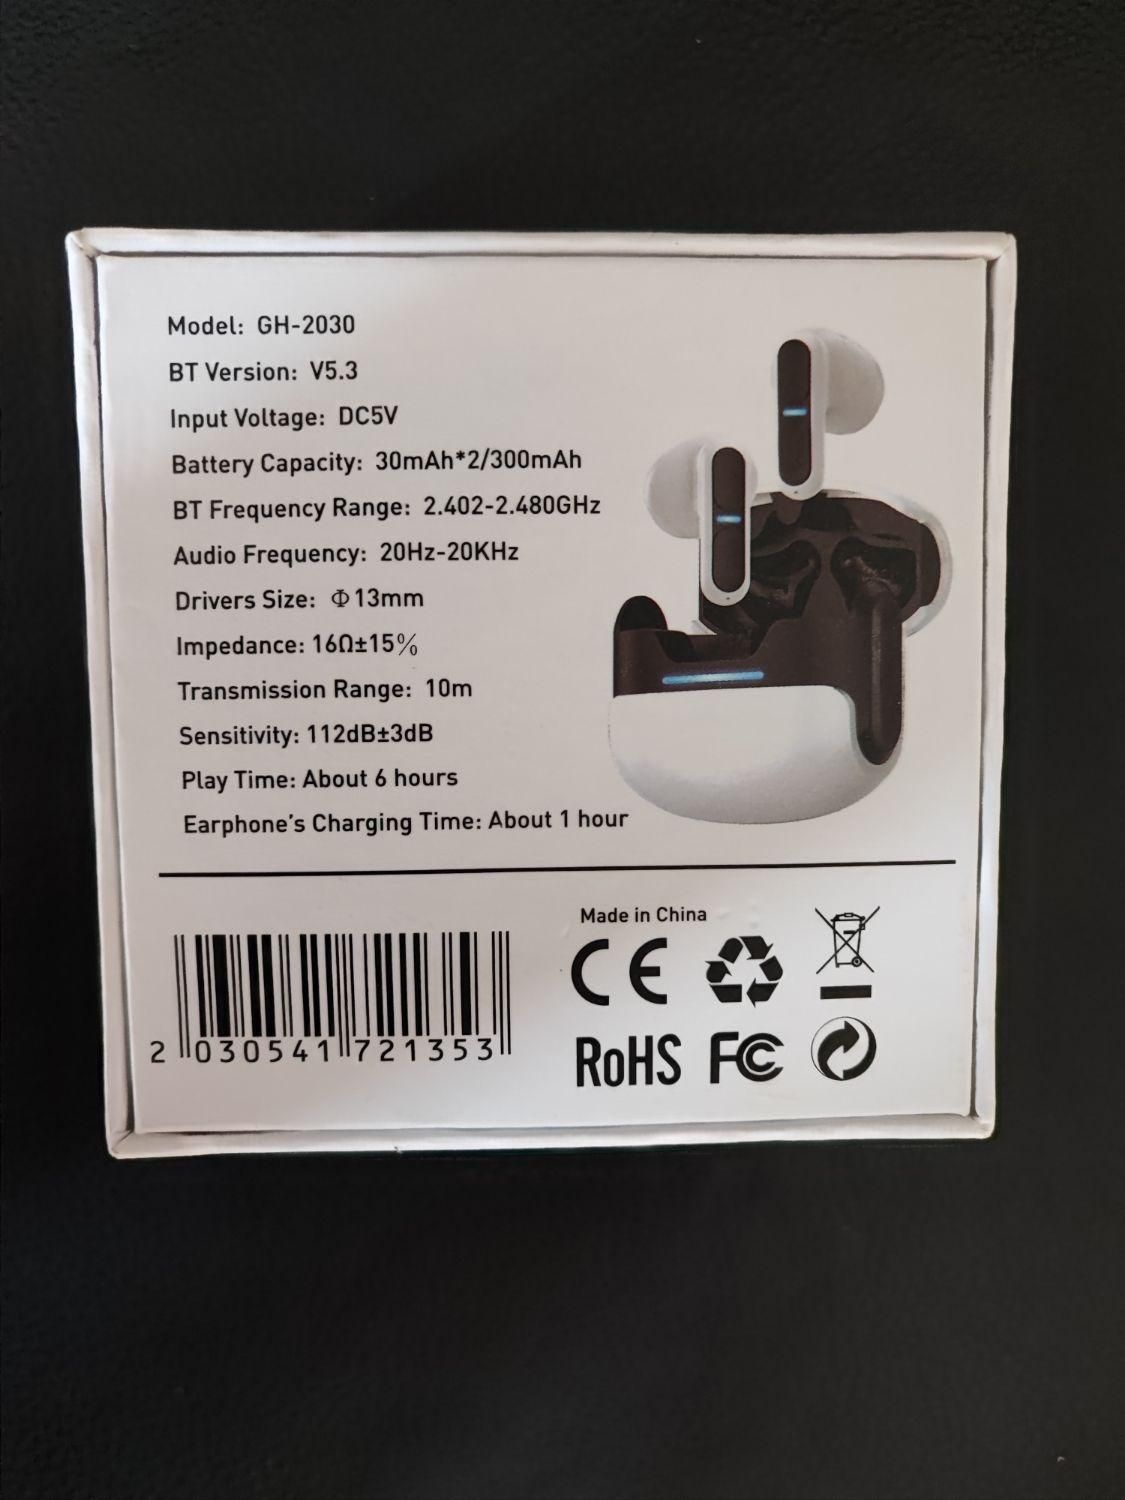 Model: GH-2030
BT Version: V5.3
Input Voltage: DC5V
Battery Capacity: 30mAh*2/300mAh
BT Frequency Range: 2.402-2.480GHz
Audio Frequency: 20Hz-20KHz
Drivers Size: Φ13mm
Impedance: 16Ω±15%
Transmission Range: 10m
Sensitivity: 112dB±3dB
Play Time: About 6 hours
Earphone's Charging Time: About 1 hour
Made in China
CE
RoHS FC
2 030541 721353